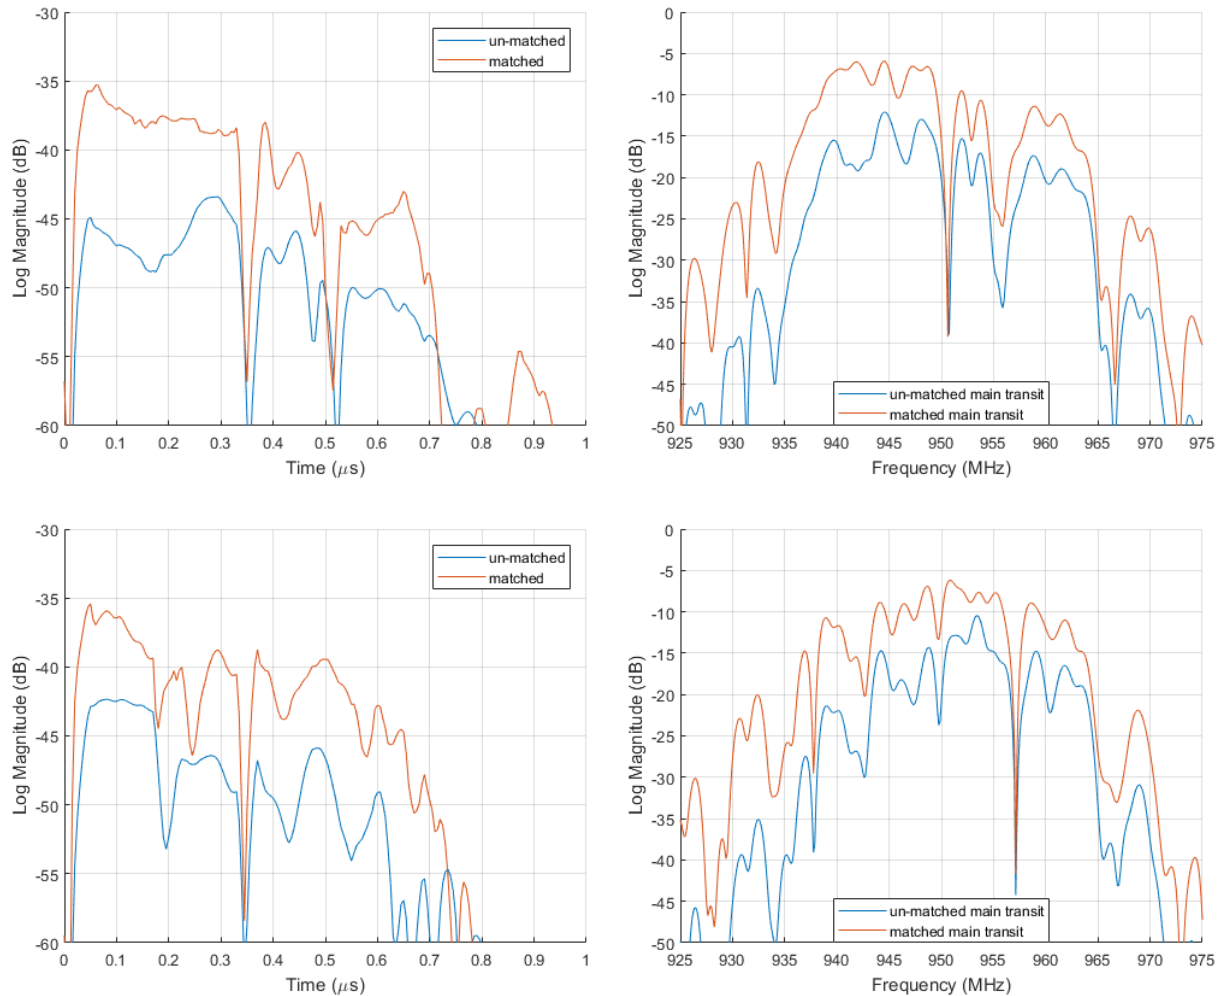 -30
-35
-40
-45
-50
-55
-60
Log Magnitude (dB)
un-matched
matched
0 0.1 0.2 0.3 0.4 0.5 0.6 0.7 0.8 0.9 1
Time (μs)
0
-5
-10
-15
-20
-25
-30
-35
-40
-45
-50
Log Magnitude (dB)
un-matched main transit
matched main transit
925 930 935 940 945 950 955 960 965 970 975
Frequency (MHz)
-30
-35
-40
-45
-50
-55
-60
Log Magnitude (dB)
un-matched
matched
0 0.1 0.2 0.3 0.4 0.5 0.6 0.7 0.8 0.9 1
Time (μs)
0
-5
-10
-15
-20
-25
-30
-35
-40
-45
-50
Log Magnitude (dB)
un-matched main transit
matched main transit
925 930 935 940 945 950 955 960 965 970 975
Frequency (MHz)